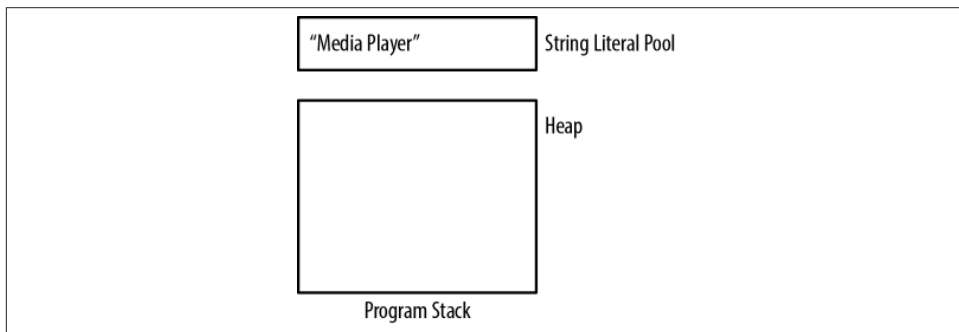 “Media Player”
String Literal Pool
Heap
Program Stack